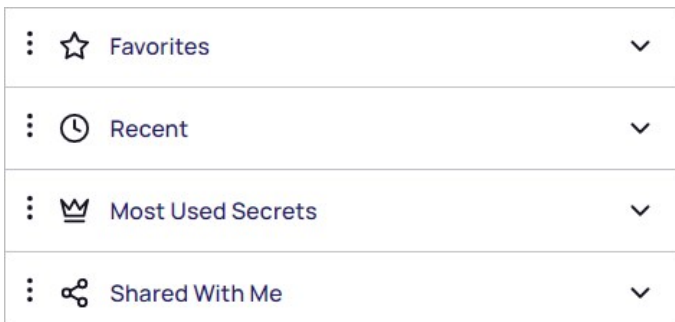 Favorites
Recent
Most Used Secrets
Shared With Me